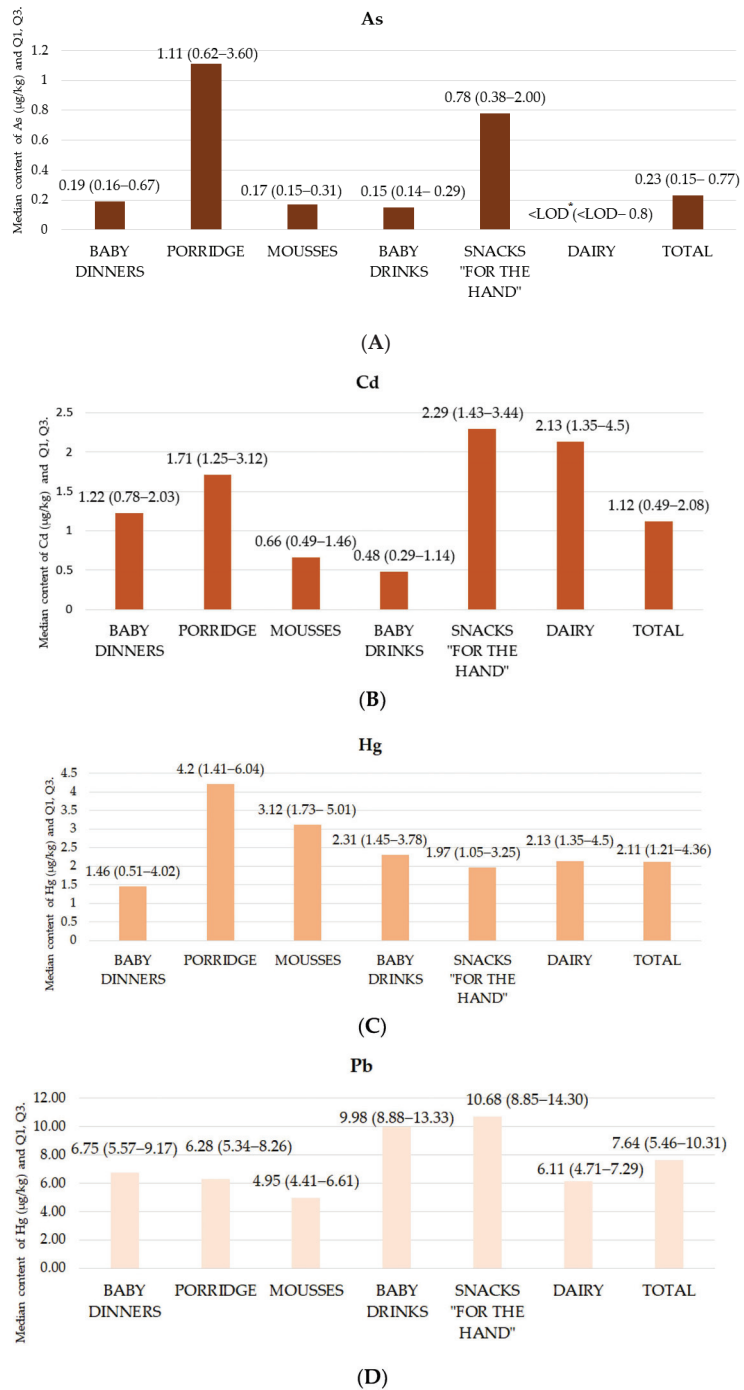 As
Median content of As (µg/kg) and Q1, Q3.
1.2
1
0.8
0.6
0.4
0.2
0
0.19 (0.16–0.67)
1.11 (0.62–3.60)
0.17 (0.15–0.31)
0.15 (0.14– 0.29)
0.78 (0.38–2.00)
<LOD*(<LOD– 0.8)
0.23 (0.15– 0.77)
BABY DINNERS
PORRIDGE
MOUSSES
BABY DRINKS
SNACKS "FOR THE HAND"
DAIRY
TOTAL
(A)
Cd
Median content of Cd (µg/kg) and Q1, Q3.
2.5
2
1.5
1
0.5
0
1.22 (0.78–2.03)
1.71 (1.25–3.12)
0.66 (0.49–1.46)
0.48 (0.29–1.14)
2.29 (1.43–3.44)
2.13 (1.35–4.5)
1.12 (0.49–2.08)
BABY DINNERS
PORRIDGE
MOUSSES
BABY DRINKS
SNACKS "FOR THE HAND"
DAIRY
TOTAL
(B)
Hg
Median content of Hg (µg/kg) and Q1, Q3.
4.5
4
3.5
3
2.5
2
1.5
1
0.5
0
1.46 (0.51–4.02)
4.2 (1.41–6.04)
3.12 (1.73– 5.01)
2.31 (1.45–3.78)
1.97 (1.05–3.25)
2.13 (1.35–4.5)
2.11 (1.21–4.36)
BABY DINNERS
PORRIDGE
MOUSSES
BABY DRINKS
SNACKS "FOR THE HAND"
DAIRY
TOTAL
(C)
Pb
Median content of Hg (µg/kg) and Q1, Q3.
12.00
10.00
8.00
6.00
4.00
2.00
0.00
6.75 (5.57–9.17)
6.28 (5.34–8.26)
4.95 (4.41–6.61)
9.98 (8.88–13.33)
10.68 (8.85–14.30)
6.11 (4.71–7.29)
7.64 (5.46–10.31)
BABY DINNERS
PORRIDGE
MOUSSES
BABY DRINKS
SNACKS "FOR THE HAND"
DAIRY
TOTAL
(D)